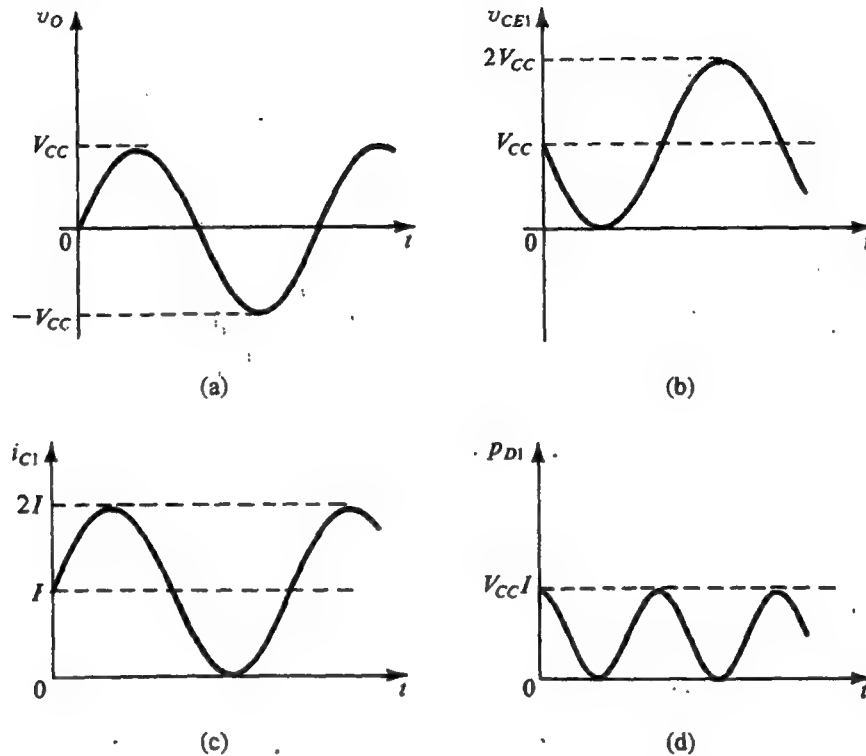 v_O
V_CC
0
t
−V_CC
(a)
v_CE1
2V_CC
V_CC
0
t
(b)
i_C1
2I
I
0
t
(c)
p_D1
V_CC I
0
t
(d)